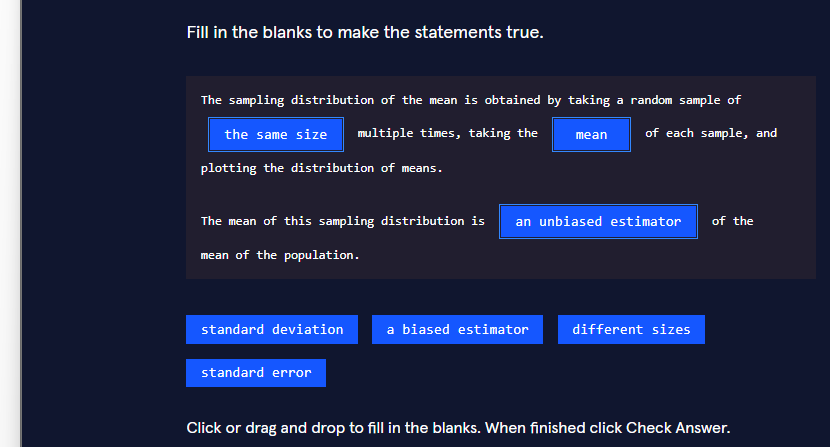 Fill in the blanks to make the statements true.
The sampling distribution of the mean is obtained by taking a random sample of
the same size multiple times, taking the mean of each sample, and
plotting the distribution of means.
The mean of this sampling distribution is an unbiased estimator of the
mean of the population.
standard deviation a biased estimator different sizes
standard error
Click or drag and drop to fill in the blanks. When finished click Check Answer.